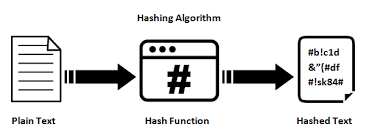 Hashing Algorithm
#
#b!c1d
&"(#df
#!sk84#
Plain Text
Hash Function
Hashed Text